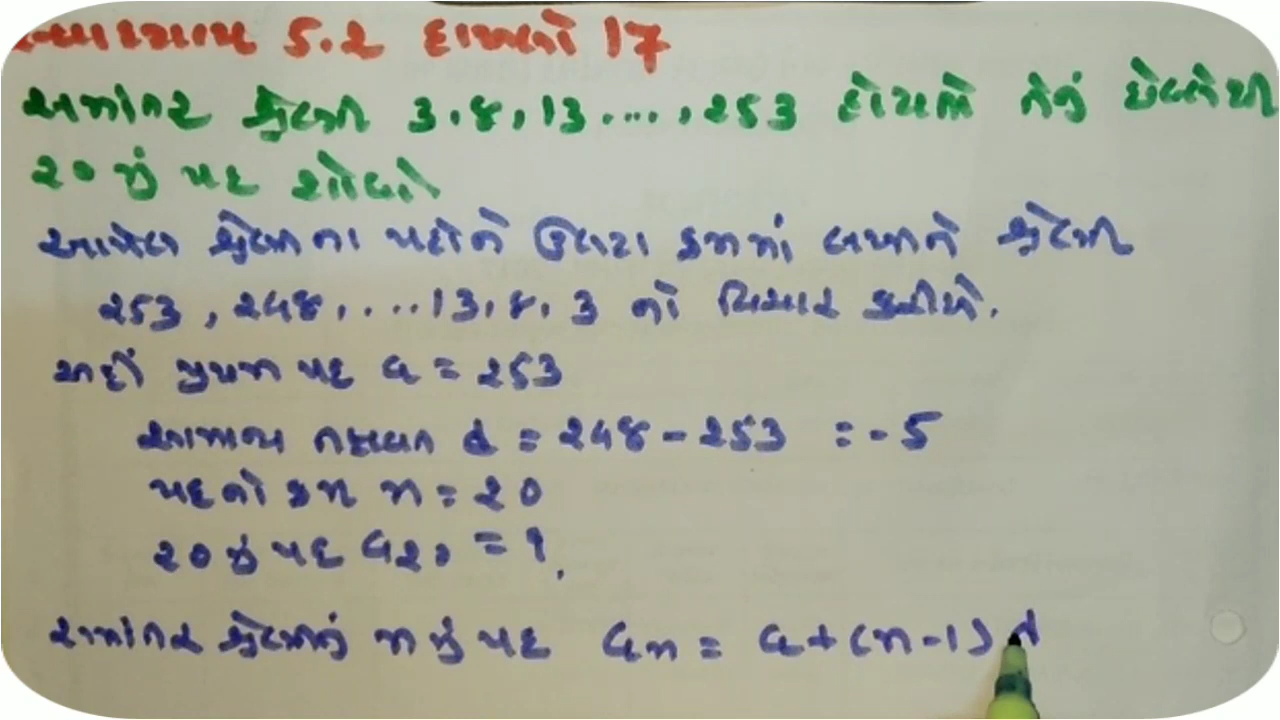 સ્વાધ્યાય 5.2 દાખલો 17
સમાંતર શ્રેણી 3,8,13....,253 હોયતો તેનું છેલ્લેથી
20 મું પદ શોધો
આપેલ શ્રેણીના પદોને ઉલટા ક્રમમાં લખીને શ્રેણી
253, 248,....13,8,3 નો વિચાર કરીએ.
અહીં પ્રથમ પદ a = 253
સામાન્ય તફાવત d = 248 - 253 = -5
પદનો ક્રમ n = 20
20 મું પદ a20 = ?
સમાંતર શ્રેણીનું n મું પદ an = a + (n-1) d